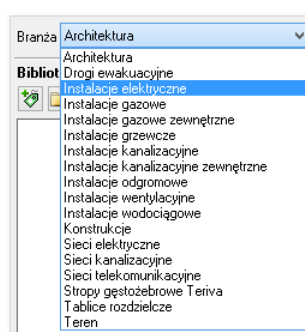 Branża Architektura
Architektura
Bibliot Drogi ewakuacyjne
Instalacje elektryczne
Instalacje gazowe
Instalacje gazowe zewnętrzne
Instalacje grzewcze
Instalacje kanalizacyjne
Instalacje kanalizacyjne zewnętrzne
Instalacje odgromowe
Instalacje wentylacyjne
Instalacje wodociągowe
Konstrukcje
Sieci elektryczne
Sieci kanalizacyjne
Sieci telekomunikacyjne
Stropy gęstożebrowe Teriva
Tablice rozdzielcze
Teren